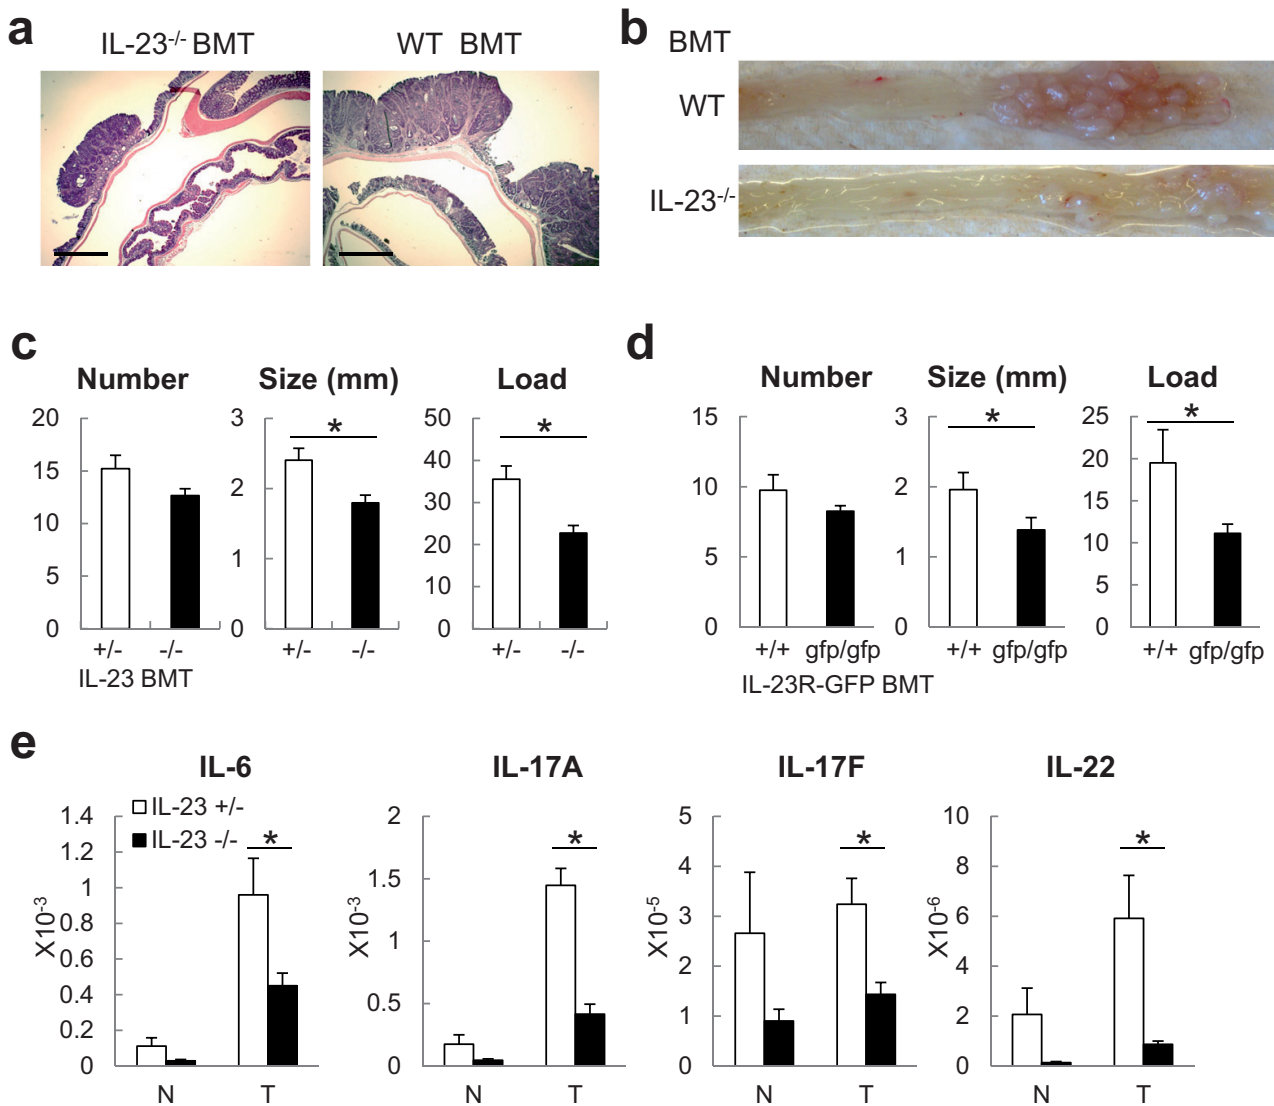 a
IL-23-/- BMT
WT BMT
b
BMT
WT
IL-23-/-
c
Number
Size (mm)
Load
20
15
10
5
0
+/-
-/-
IL-23 BMT
3
2
1
0
*
+/-
-/-
50
40
30
20
10
0
*
+/-
-/-
d
Number
Size (mm)
Load
15
10
5
0
+/+
gfp/gfp
IL-23R-GFP BMT
3
2
1
0
*
+/+
gfp/gfp
25
20
15
10
5
0
*
+/+
gfp/gfp
e
IL-6
IL-17A
IL-17F
IL-22
IL-23 +/-
IL-23 -/-
X10-3
1.4
1.2
1
0.8
0.6
0.4
0.2
0
*
N
T
X10-3
2
1.5
1
0.5
0
*
N
T
X10-5
5
4
3
2
1
0
*
N
T
X10-6
10
8
6
4
2
0
*
N
T